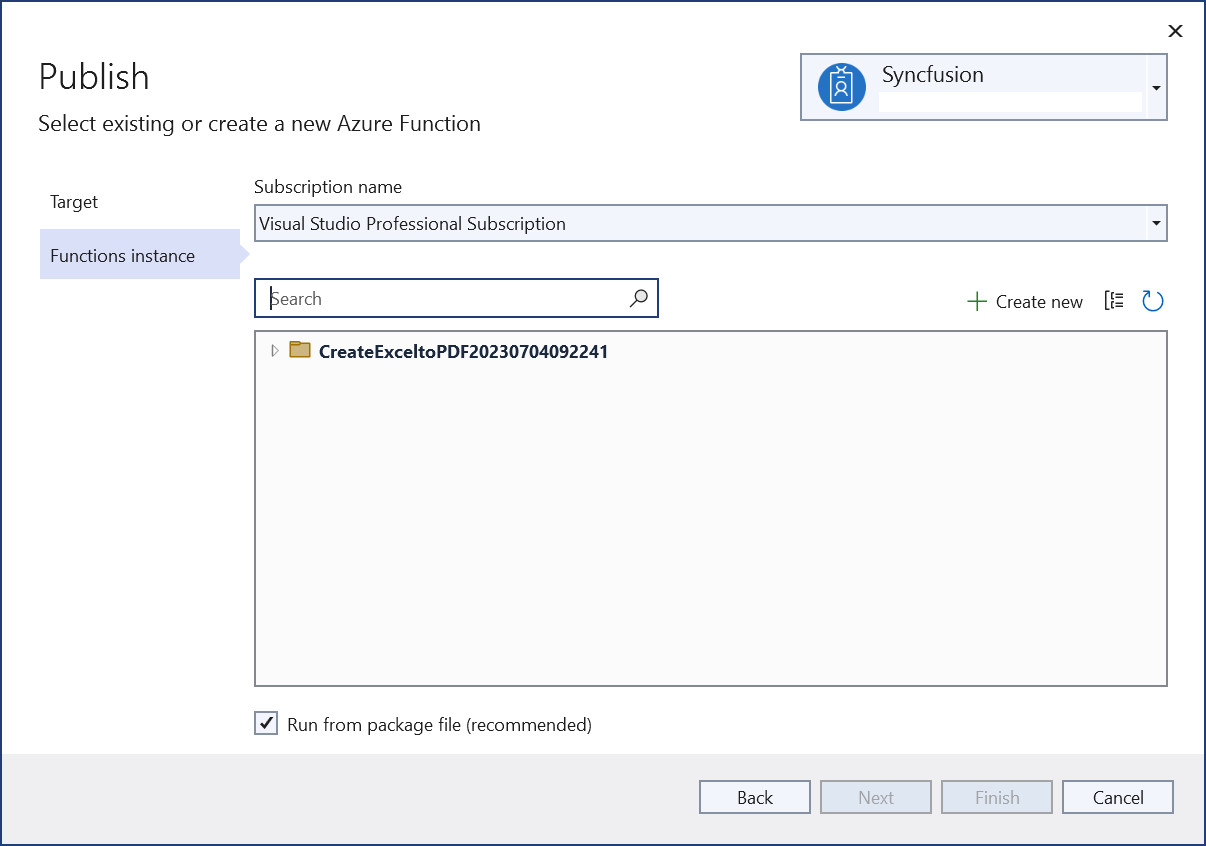 Publish
Syncfusion
Select existing or create a new Azure Function
Target
Functions instance
Subscription name
Visual Studio Professional Subscription
Search
Create new
CreateExceltoPDF20230704092241
Run from package file (recommended)
Back
Next
Finish
Cancel